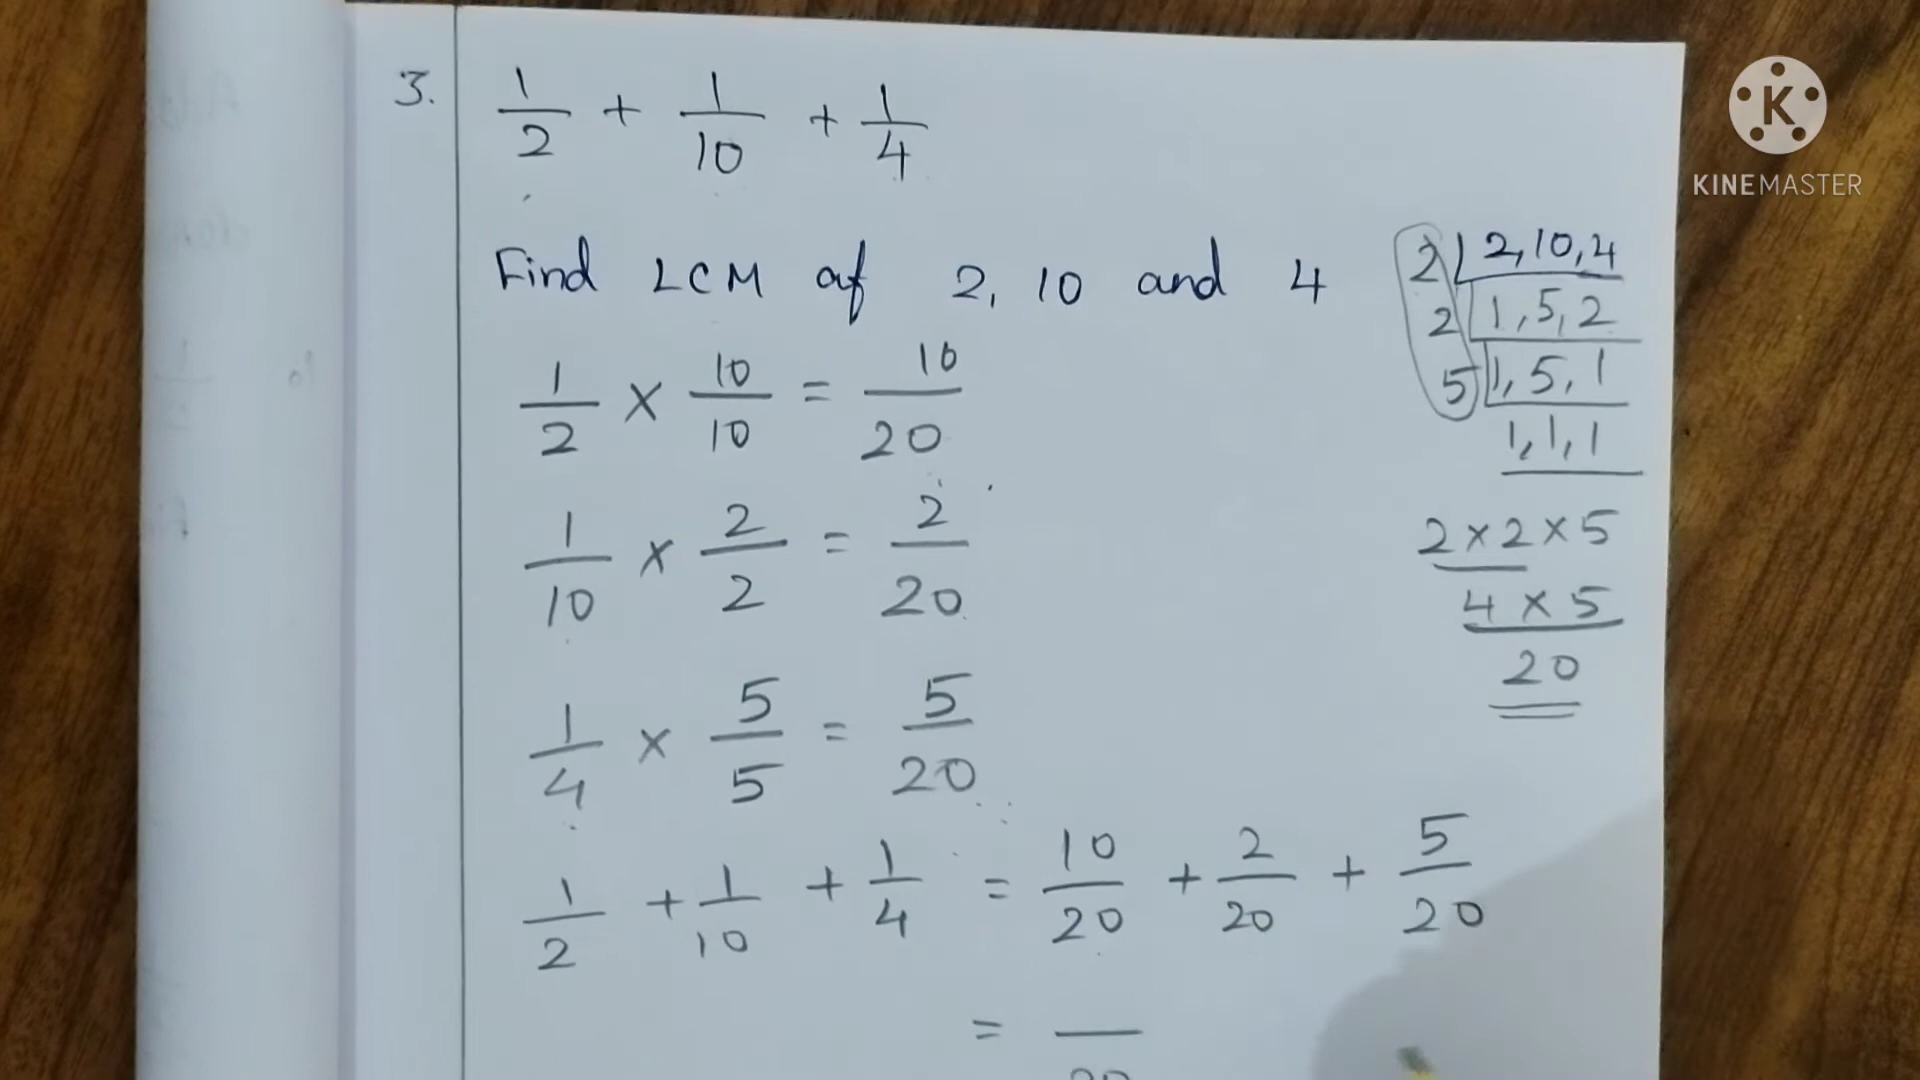 3. 1/2 + 1/10 + 1/4
Find LCM of 2, 10 and 4
1/2 × 10/10 = 10/20
1/10 × 2/2 = 2/20
1/4 × 5/5 = 5/20
1/2 + 1/10 + 1/4 = 10/20 + 2/20 + 5/20
=
2 | 2, 10, 4
2 | 1, 5, 2
5 | 1, 5, 1
1, 1, 1
2 × 2 × 5
4 × 5
20
K
KINEMASTER